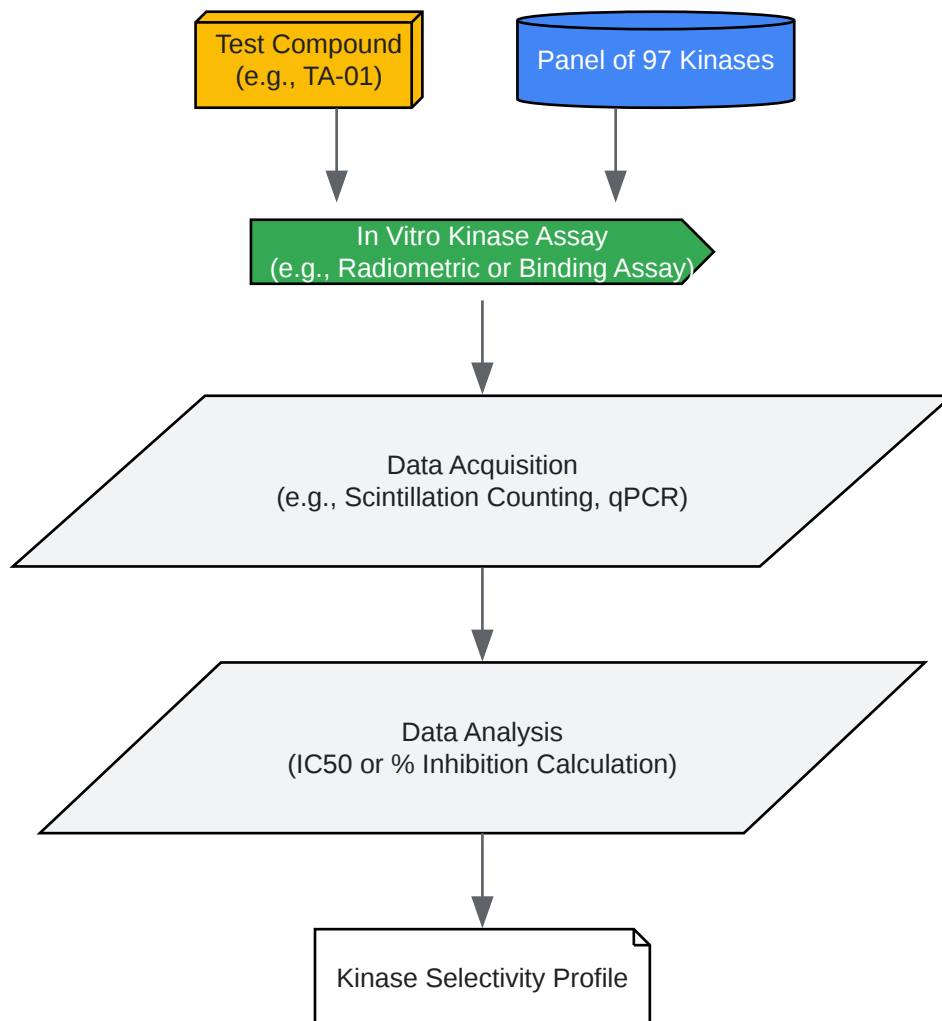 Test Compound
(e.g., TA-01)
Panel of 97 Kinases
In Vitro Kinase Assay
(e.g., Radiometric or Binding Assay)
Data Acquisition
(e.g., Scintillation Counting, qPCR)
Data Analysis
(IC50 or % Inhibition Calculation)
Kinase Selectivity Profile